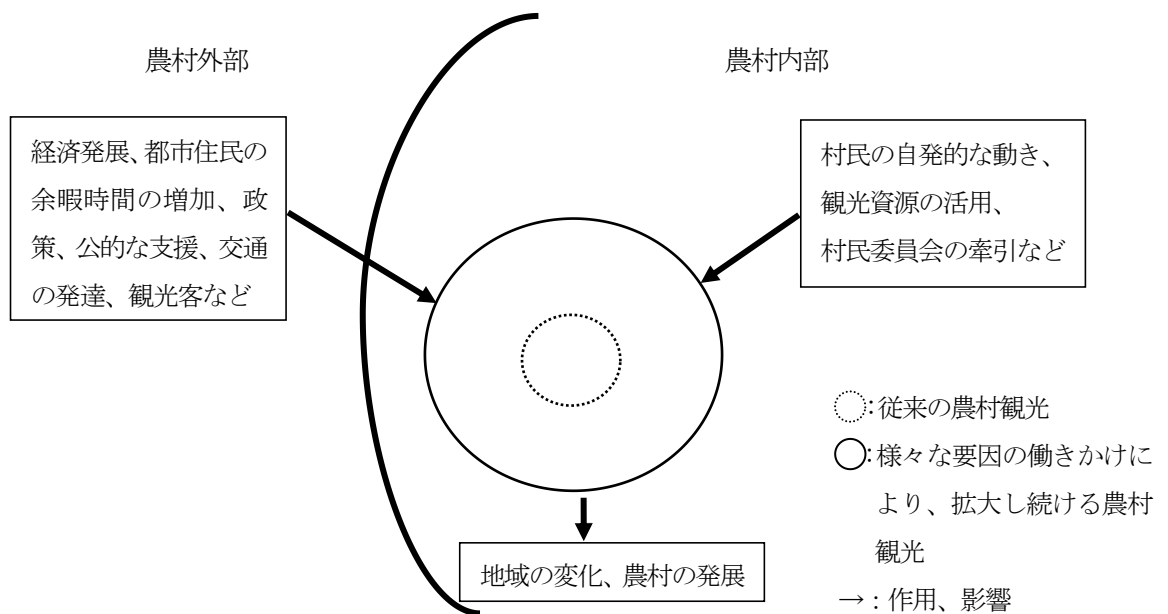 農村外部
農村内部
経済発展、都市住民の
余暇時間の増加、政
策、公的な支援、交通
の発達、観光客など
村民の自発的な動き、
観光資源の活用、
村民委員会の牽引など
:従来の農村観光
:様々な要因の働きかけに
より、拡大し続ける農村
観光
→:作用、影響
地域の変化、農村の発展